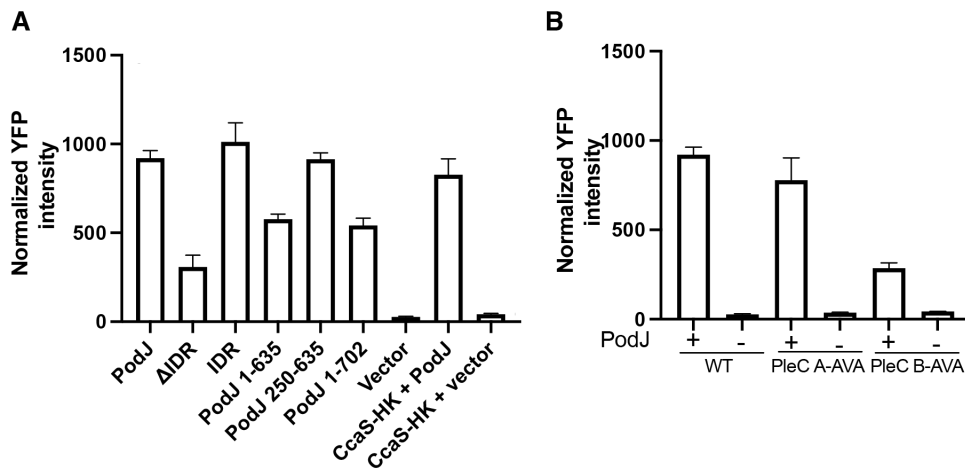 A
Normalized YFP
intensity
1500
1000
500
0
PodJ
ΔIDR
IDR
PodJ 1-635
PodJ 250-635
PodJ 1-702
Vector
CcaS-HK + PodJ
CcaS-HK + vector
B
Normalized YFP
intensity
1500
1000
500
0
PodJ + - + - + -
WT PleC A-AVA PleC B-AVA